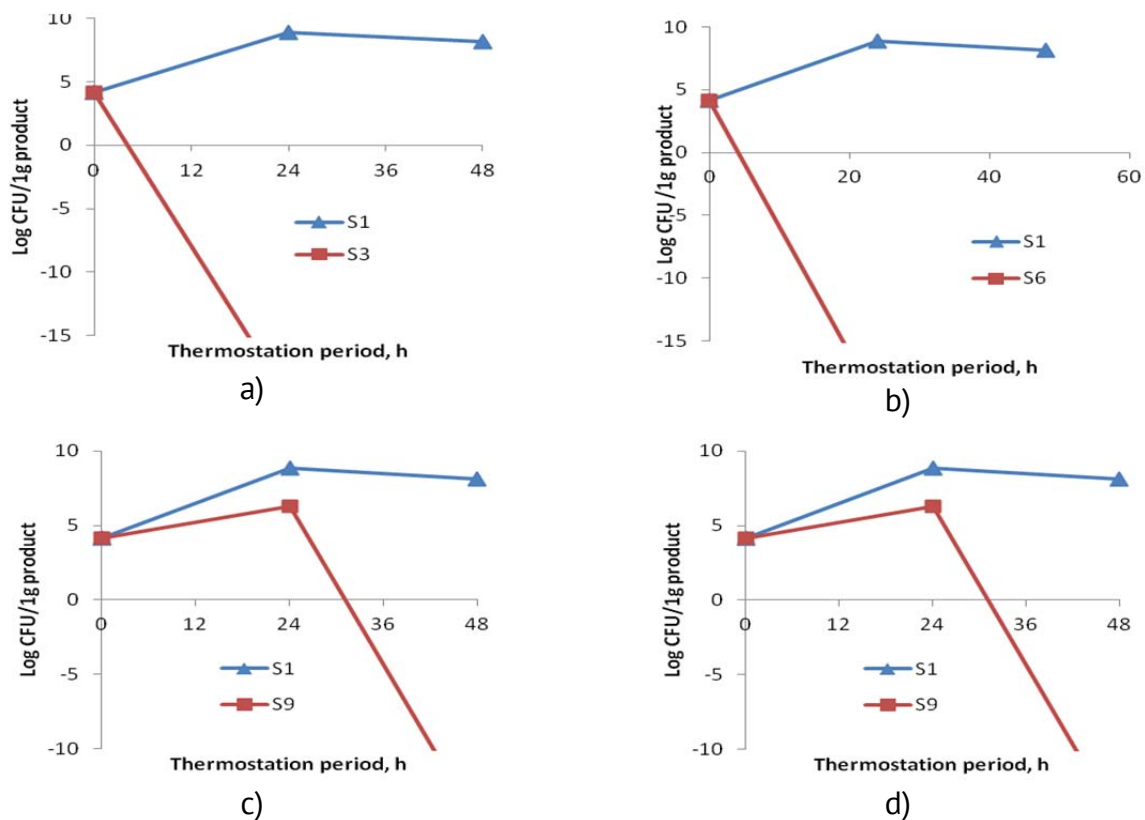 10
5
0
-5
-10
-15
0 12 24 36 48
Log CFU/1g product
S1
S3
Thermostation period, h
a)
10
5
0
-5
-10
-15
0 20 40 60
Log CFU/1g product
S1
S6
Thermostation period, h
b)
10
5
0
-5
-10
0 12 24 36 48
Log CFU/1g product
S1
S9
Thermostation period, h
c)
10
5
0
-5
-10
0 12 24 36 48
Log CFU/1g product
S1
S9
Thermostation period, h
d)